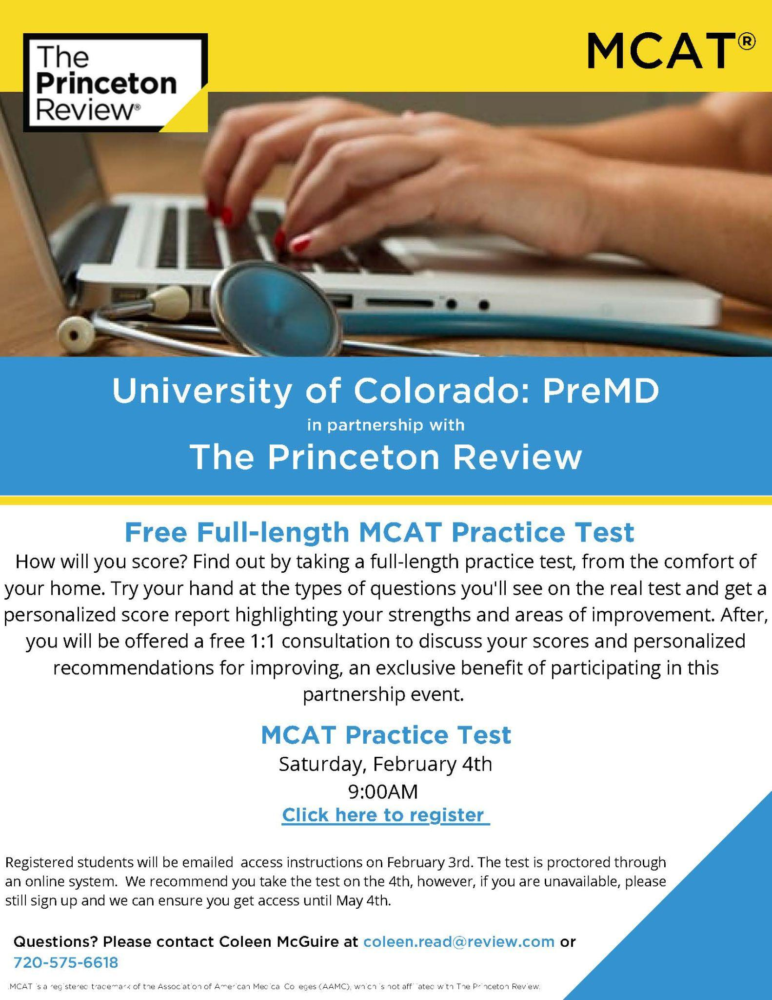 The
Princeton
Review®
MCAT®
University of Colorado: PreMD
in partnership with
The Princeton Review
Free Full-length MCAT Practice Test
How will you score? Find out by taking a full-length practice test, from the comfort of
your home. Try your hand at the types of questions you'll see on the real test and get a
personalized score report highlighting your strengths and areas of improvement. After,
you will be offered a free 1:1 consultation to discuss your scores and personalized
recommendations for improving, an exclusive benefit of participating in this
partnership event.
MCAT Practice Test
Saturday, February 4th
9:00AM
Click here to register
Registered students will be emailed access instructions on February 3rd. The test is proctored through
an online system. We recommend you take the test on the 4th, however, if you are unavailable, please
still sign up and we can ensure you get access until May 4th.
Questions? Please contact Coleen McGuire at coleen.read@review.com or
720-575-6618
.MCAT is a registered trademark of the Association of American Medical Colleges (AAMC), which is not affiliated with The Princeton Review.